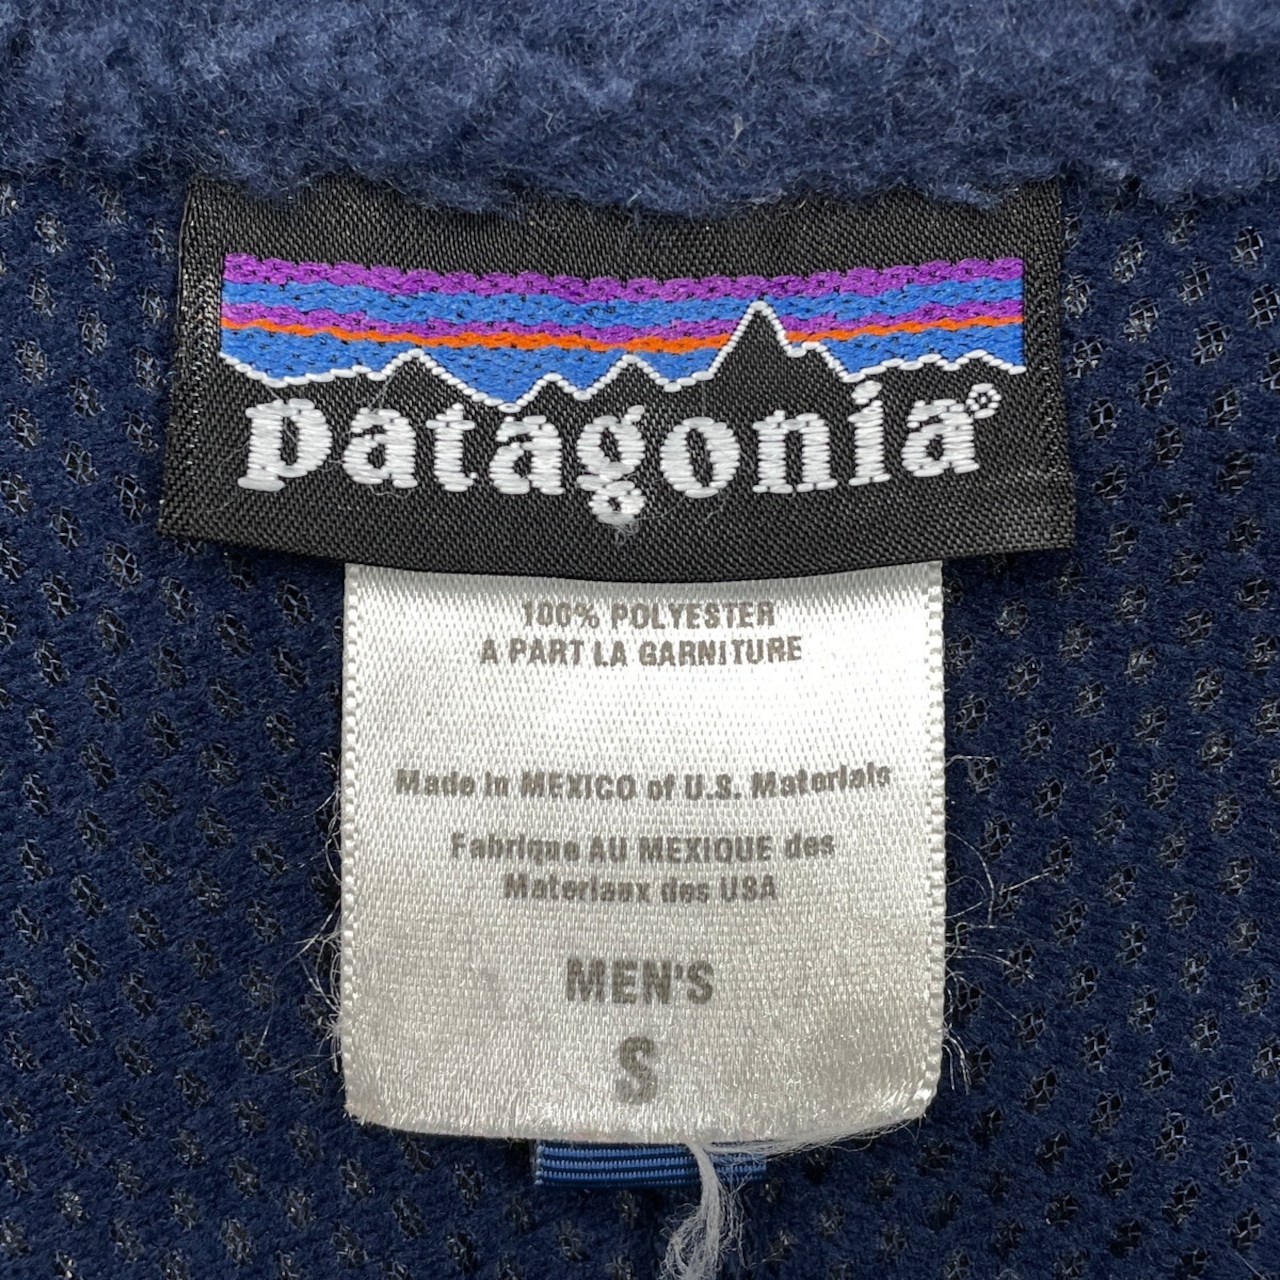 patagonia®
100% POLYESTER
A PART LA GARNITURE
Made in MEXICO of U.S. Materials
Fabrique AU MEXIQUE des
Materiaux des USA
MEN'S
S